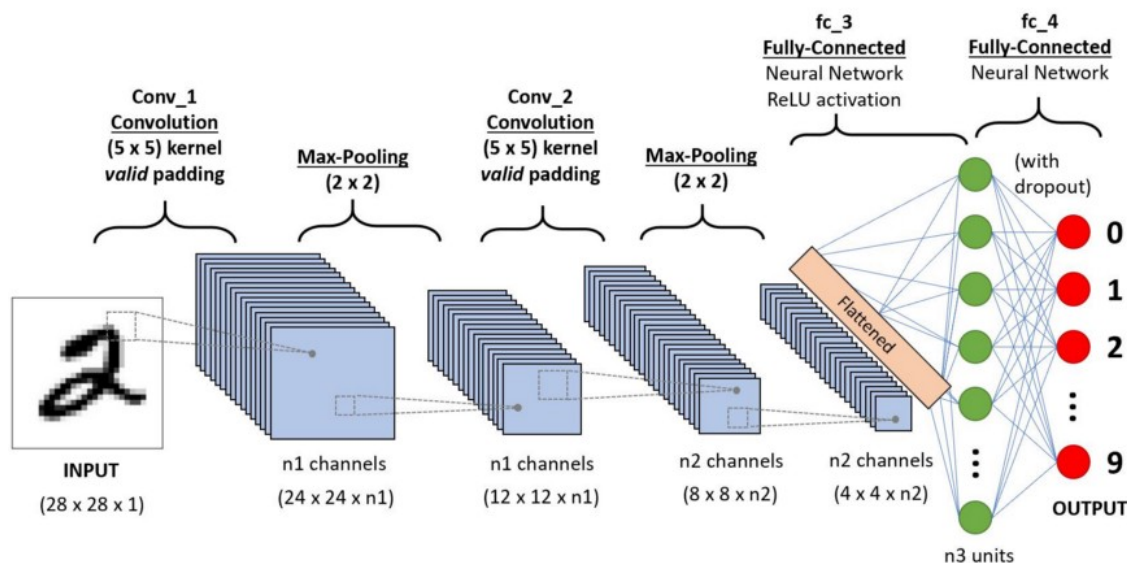 fc_3
Fully-Connected
Neural Network
ReLU activation
fc_4
Fully-Connected
Neural Network
Conv_1
Convolution
(5 x 5) kernel
valid padding
Max-Pooling
(2 x 2)
Conv_2
Convolution
(5 x 5) kernel
valid padding
Max-Pooling
(2 x 2)
(with
dropout)
Flattened
0
1
2
⋮
9
⋮
INPUT
(28 x 28 x 1)
n1 channels
(24 x 24 x n1)
n1 channels
(12 x 12 x n1)
n2 channels
(8 x 8 x n2)
n2 channels
(4 x 4 x n2)
n3 units
OUTPUT